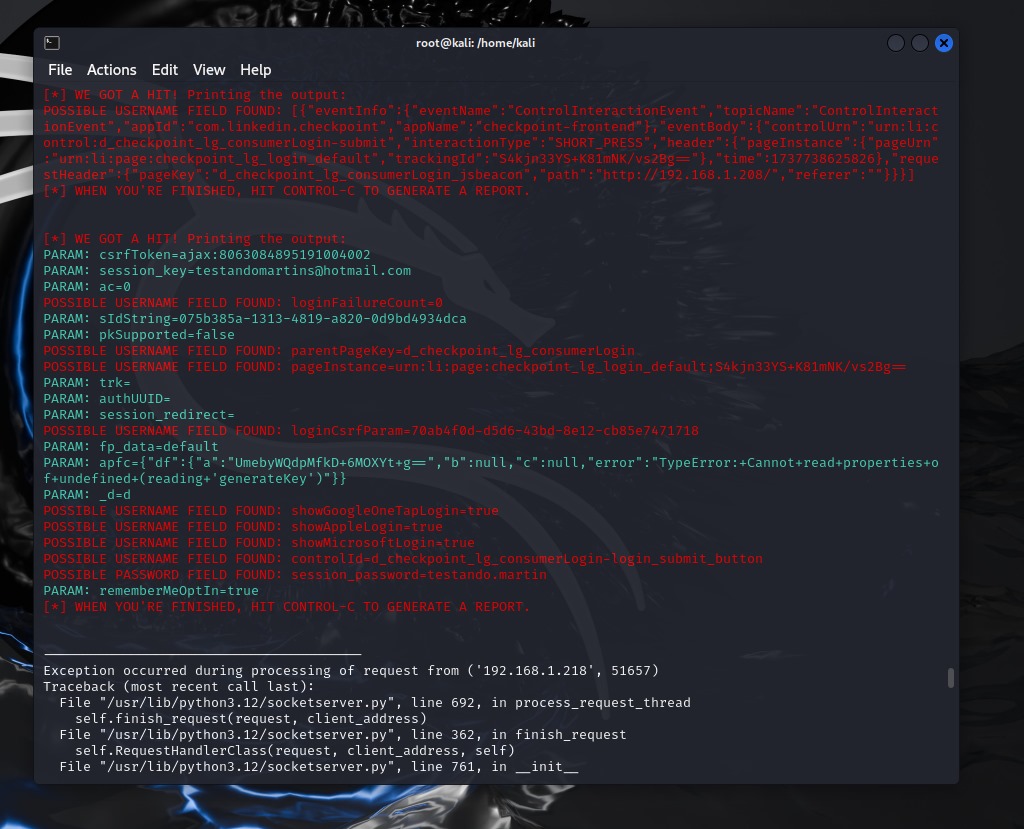 root@kali: /home/kali
File Actions Edit View Help
[*] WE GOT A HIT! Printing the output:
POSSIBLE USERNAME FIELD FOUND: [{"eventInfo":{"eventName":"ControlInteractionEvent","topicName":"ControlInteract
ionEvent","appId":"com.linkedin.checkpoint","appName":"checkpoint-frontend"},"eventBody":{"controlUrn":"urn:li:c
ontrol:d_checkpoint_lg_consumerLogin-submit","interactionType":"SHORT_PRESS","header":{"pageInstance":{"pageUrn"
:"urn:li:page:checkpoint_lg_login_default","trackingId":"S4kjn33YS+K81mNK/vs2Bg=="},"time":1737738625826},"reque
stHeader":{"pageKey":"d_checkpoint_lg_consumerLogin_jsbeacon","path":"http://192.168.1.208/","referer":""}}}]
[*] WHEN YOU'RE FINISHED, HIT CONTROL-C TO GENERATE A REPORT.
[*] WE GOT A HIT! Printing the output:
PARAM: csrfToken=ajax:8063084895191004002
PARAM: session_key=testandomartins@hotmail.com
PARAM: ac=0
POSSIBLE USERNAME FIELD FOUND: loginFailureCount=0
PARAM: sIdString=075b385a-1313-4819-a820-0d9bd4934dca
PARAM: pkSupported=false
POSSIBLE USERNAME FIELD FOUND: parentPageKey=d_checkpoint_lg_consumerLogin
POSSIBLE USERNAME FIELD FOUND: pageInstance=urn:li:page:checkpoint_lg_login_default;S4kjn33YS+K81mNK/vs2Bg==
PARAM: trk=
PARAM: authUUID=
PARAM: session_redirect=
POSSIBLE USERNAME FIELD FOUND: loginCsrfParam=70ab4f0d-d5d6-43bd-8e12-cb85e7471718
PARAM: fp_data=default
PARAM: apfc={"df":{"a":"UmebyWQdpMfkD+6MOXYt+g==","b":null,"c":null,"error":"TypeError:+Cannot+read+properties+o
f+undefined+(reading+'generateKey')"}}
PARAM: _d=d
POSSIBLE USERNAME FIELD FOUND: showGoogleOneTapLogin=true
POSSIBLE USERNAME FIELD FOUND: showAppleLogin=true
POSSIBLE USERNAME FIELD FOUND: showMicrosoftLogin=true
POSSIBLE USERNAME FIELD FOUND: controlId=d_checkpoint_lg_consumerLogin-login_submit_button
POSSIBLE PASSWORD FIELD FOUND: session_password=testando.martin
PARAM: rememberMeOptIn=true
[*] WHEN YOU'RE FINISHED, HIT CONTROL-C TO GENERATE A REPORT.
----------------------------------------
Exception occurred during processing of request from ('192.168.1.218', 51657)
Traceback (most recent call last):
File "/usr/lib/python3.12/socketserver.py", line 692, in process_request_thread
self.finish_request(request, client_address)
File "/usr/lib/python3.12/socketserver.py", line 362, in finish_request
self.RequestHandlerClass(request, client_address, self)
File "/usr/lib/python3.12/socketserver.py", line 761, in __init__